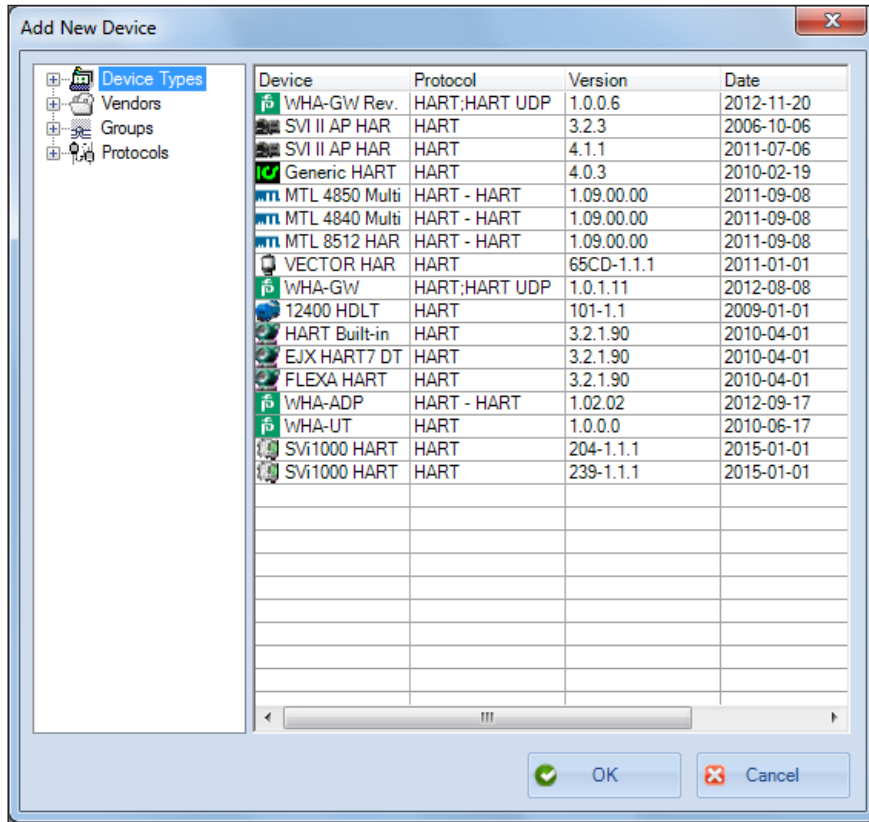 Add New Device
Device Types
Vendors
Groups
Protocols
Device Protocol Version Date
WHA-GW Rev. HART;HART UDP 1.0.0.6 2012-11-20
SVI II AP HAR HART 3.2.3 2006-10-06
SVI II AP HAR HART 4.1.1 2011-07-06
Generic HART HART 4.0.3 2010-02-19
MTL 4850 Multi HART - HART 1.09.00.00 2011-09-08
MTL 4840 Multi HART - HART 1.09.00.00 2011-09-08
MTL 8512 HAR HART - HART 1.09.00.00 2011-09-08
VECTOR HAR HART 65CD-1.1.1 2011-01-01
WHA-GW HART;HART UDP 1.0.1.11 2012-08-08
12400 HDLT HART 101-1.1 2009-01-01
HART Built-in HART 3.2.1.90 2010-04-01
EJX HART7 DT HART 3.2.1.90 2010-04-01
FLEXA HART HART 3.2.1.90 2010-04-01
WHA-ADP HART - HART 1.02.02 2012-09-17
WHA-UT HART 1.0.0.0 2010-06-17
SVi1000 HART HART 204-1.1.1 2015-01-01
SVi1000 HART HART 239-1.1.1 2015-01-01
OK Cancel